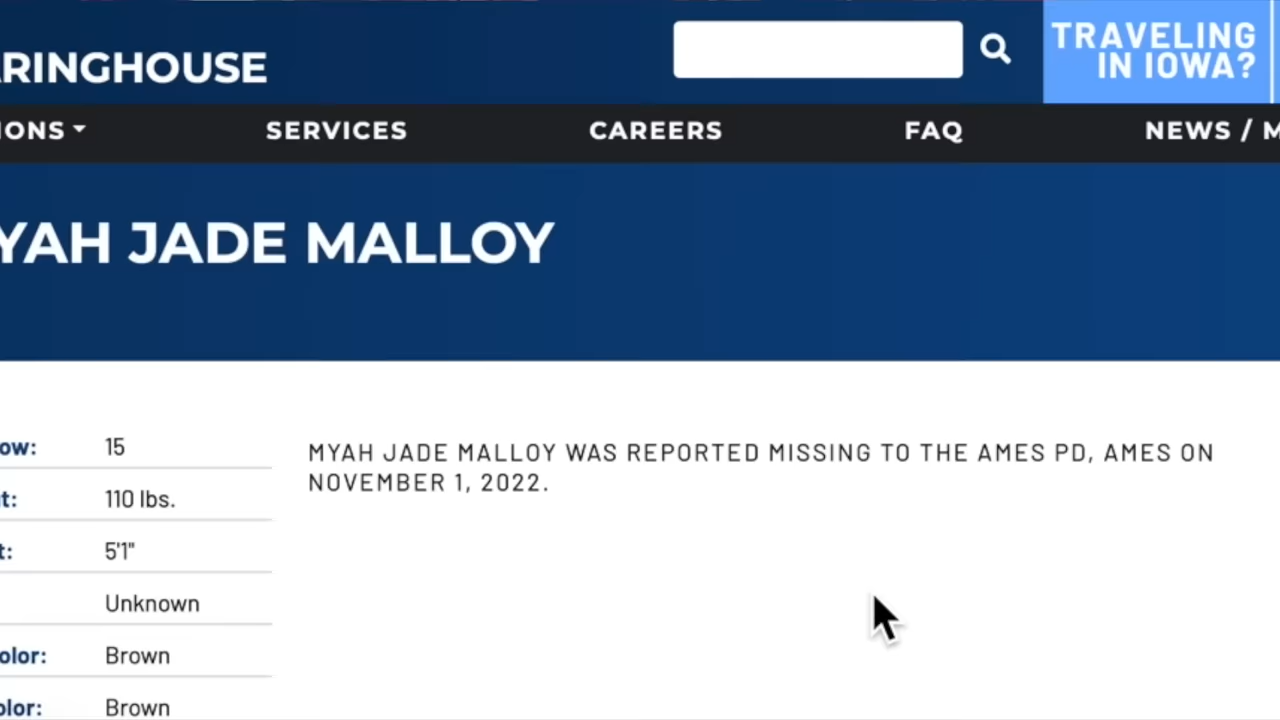 TRAVELING
IN IOWA?
ARINGHOUSE
IONS
SERVICES
CAREERS
FAQ
NEWS / M
YAH JADE MALLOY
ow:
15
MYAH JADE MALLOY WAS REPORTED MISSING TO THE AMES PD, AMES ON
NOVEMBER 1, 2022.
t:
110 lbs.
t:
5'1"
Unknown
olor:
Brown
olor:
Brown